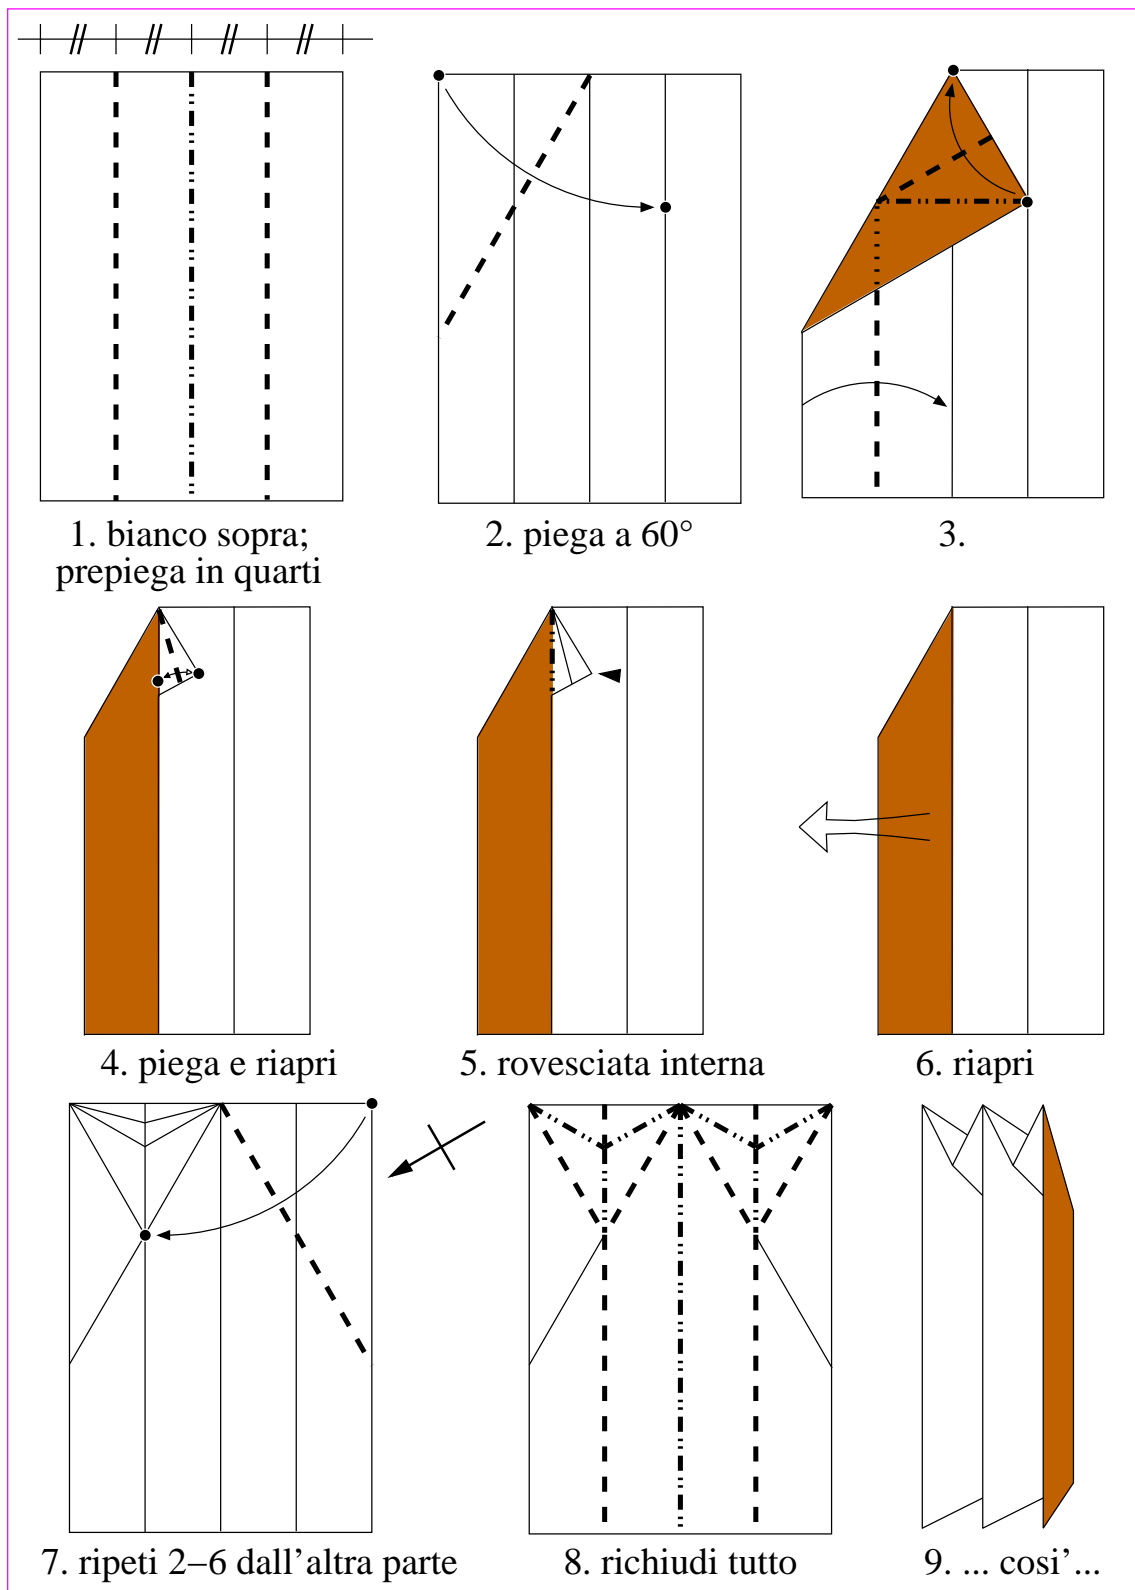 1. bianco sopra;
prepiega in quarti
2. piega a 60°
3.
4. piega e riapri
5. rovesciata interna
6. riapri
7. ripeti 2−6 dall'altra parte
8. richiudi tutto
9. ... cosi'...